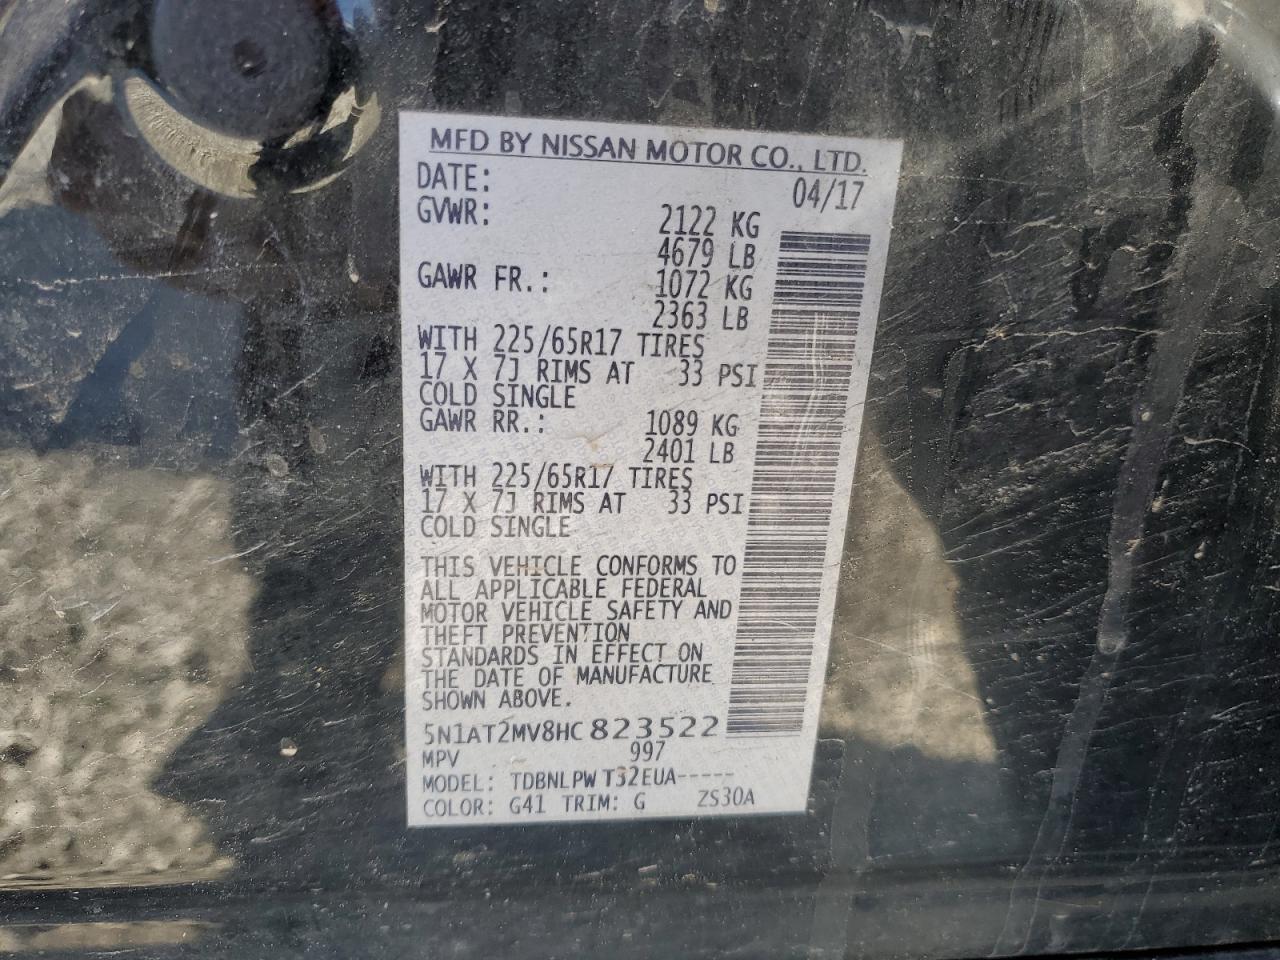 MFD BY NISSAN MOTOR CO., LTD.
DATE: 04/17
GVWR: 2122 KG
4679 LB
GAWR FR.: 1072 KG
2363 LB
WITH 225/65R17 TIRES
17 X 7J RIMS AT 33 PSI
COLD SINGLE
GAWR RR.: 1089 KG
2401 LB
WITH 225/65R17 TIRES
17 X 7J RIMS AT 33 PSI
COLD SINGLE
THIS VEHICLE CONFORMS TO
ALL APPLICABLE FEDERAL
MOTOR VEHICLE SAFETY AND
THEFT PREVENTION
STANDARDS IN EFFECT ON
THE DATE OF MANUFACTURE
SHOWN ABOVE.
5N1AT2MV8HC823522
MPV 997
MODEL: TDBNLPW T32EUA-----
COLOR: G41 TRIM: G ZS30A